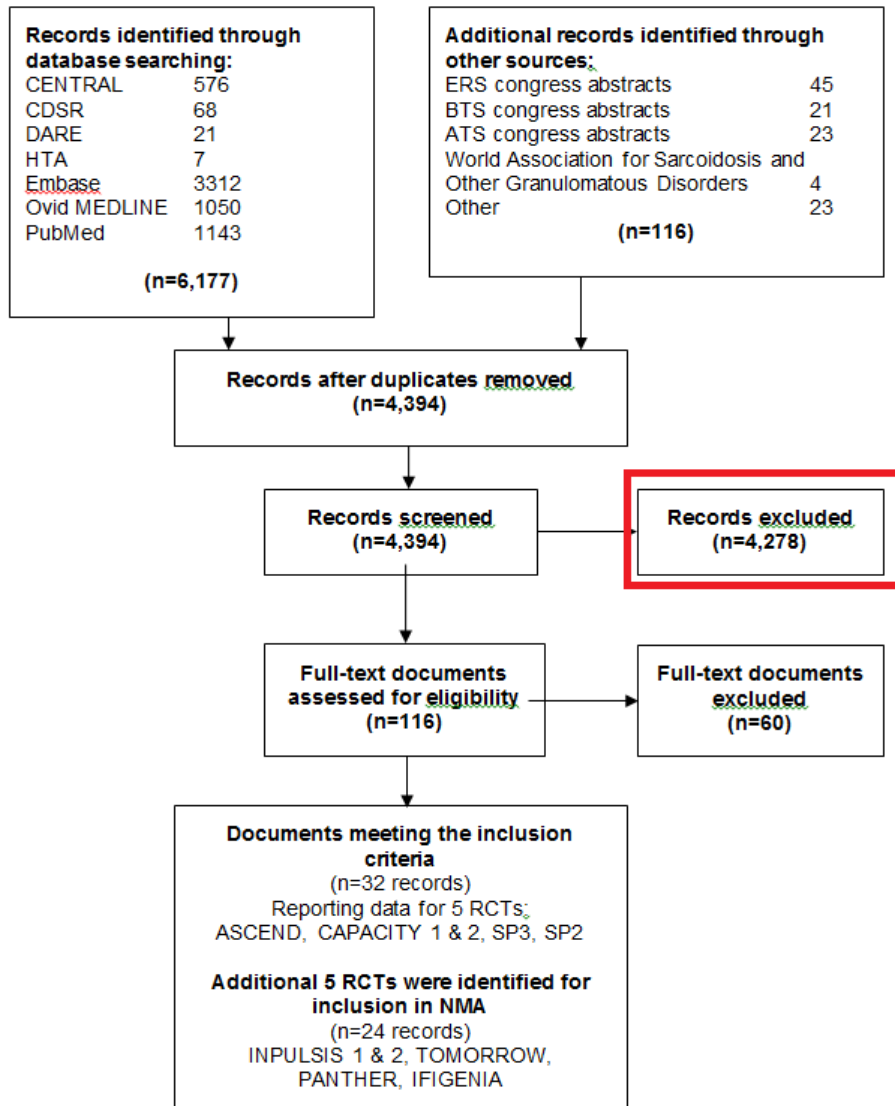 Records identified through
database searching:
CENTRAL 576
CDSR 68
DARE 21
HTA 7
Embase 3312
Ovid MEDLINE 1050
PubMed 1143
(n=6,177)
Additional records identified through
other sources:
ERS congress abstracts 45
BTS congress abstracts 21
ATS congress abstracts 23
World Association for Sarcoidosis and
Other Granulomatous Disorders 4
Other 23
(n=116)
Records after duplicates removed
(n=4,394)
Records screened
(n=4,394)
Records excluded
(n=4,278)
Full-text documents
assessed for eligibility
(n=116)
Full-text documents
excluded
(n=60)
Documents meeting the inclusion
criteria
(n=32 records)
Reporting data for 5 RCTs:
ASCEND, CAPACITY 1 & 2, SP3, SP2
Additional 5 RCTs were identified for
inclusion in NMA
(n=24 records)
INPULSIS 1 & 2, TOMORROW,
PANTHER, IFIGENIA